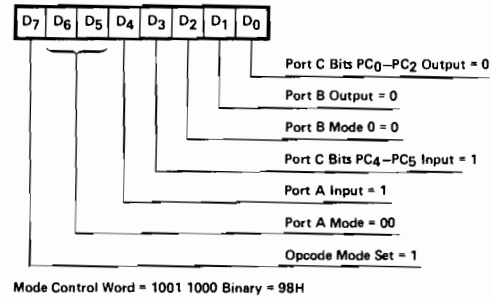 D7 D6 D5 D4 D3 D2 D1 D0
Port C Bits PC0–PC2 Output = 0
Port B Output = 0
Port B Mode 0 = 0
Port C Bits PC4–PC5 Input = 1
Port A Input = 1
Port A Mode = 00
Opcode Mode Set = 1
Mode Control Word = 1001 1000 Binary = 98H